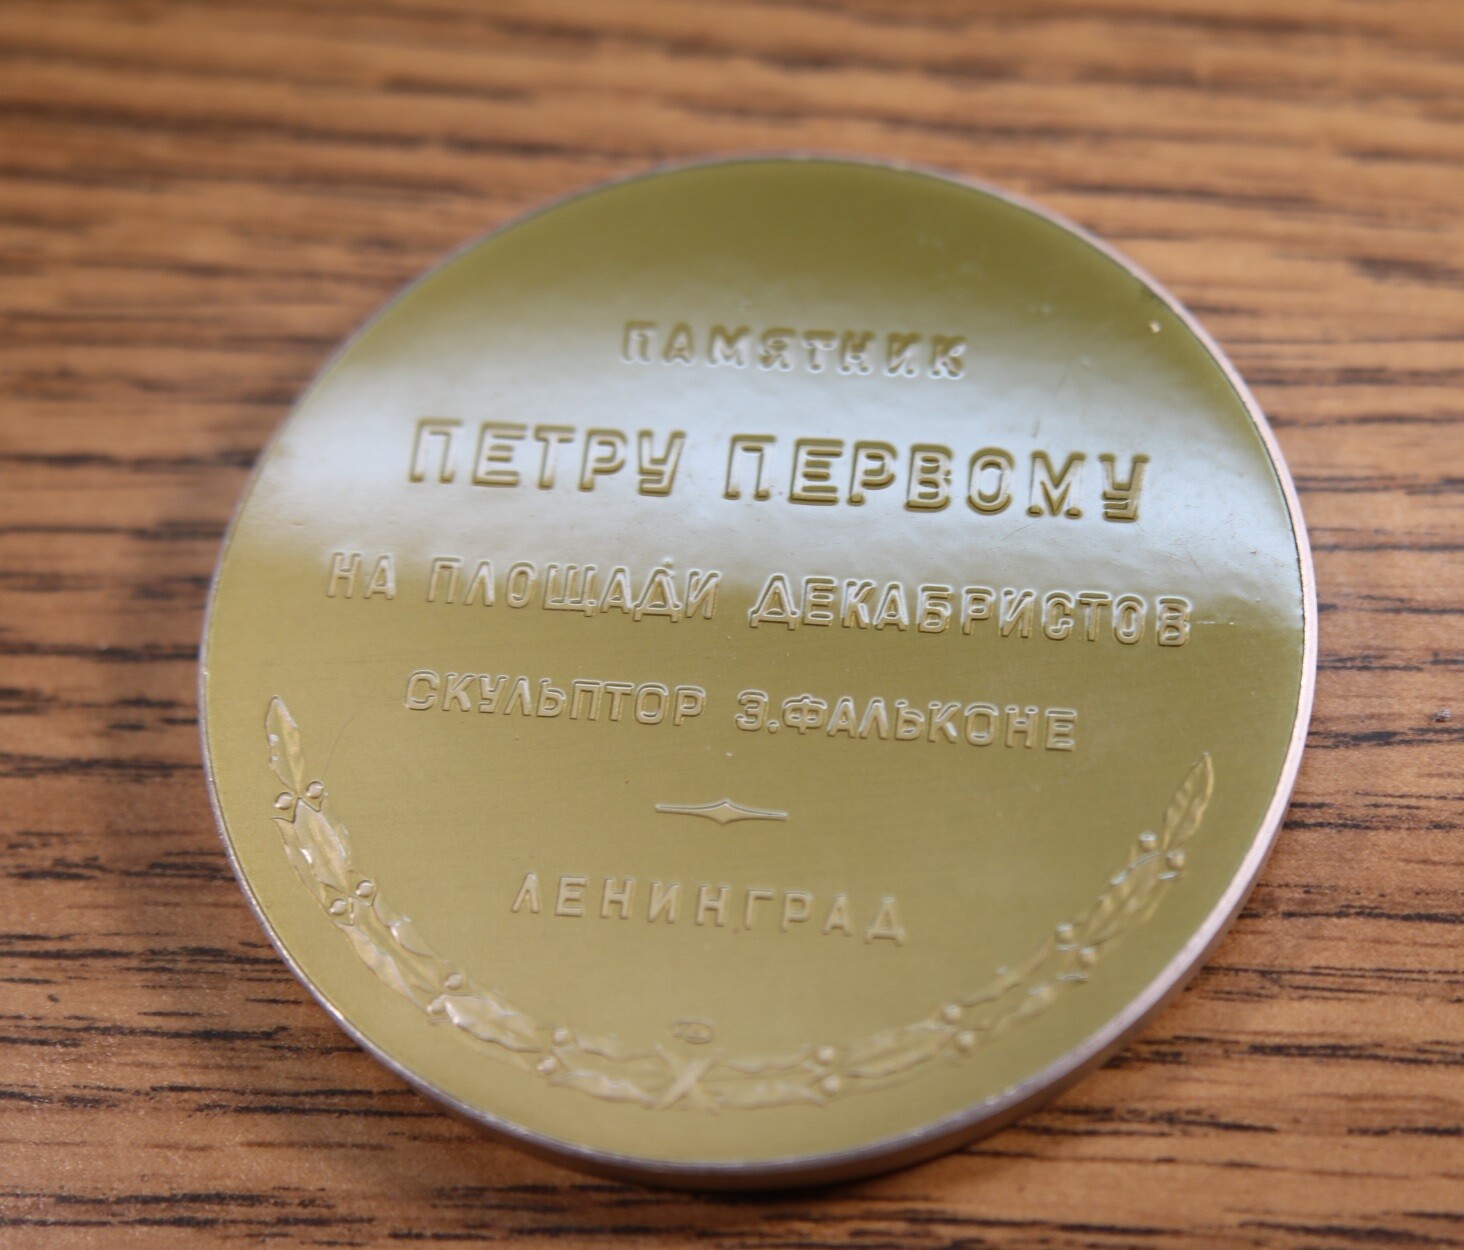 ПАМЯТНИК
ПЕТРУ ПЕРВОМУ
НА ПЛОЩАДИ ДЕКАБРИСТОВ
СКУЛЬПТОР Э.ФАЛЬКОНЕ
ЛЕНИНГРАД